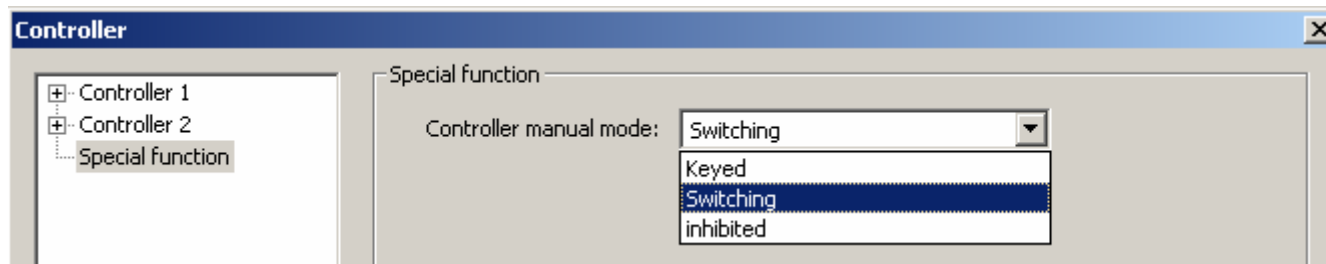 Controller
Controller 1
Controller 2
Special function
Special function
Controller manual mode: Switching
Keyed
Switching
inhibited